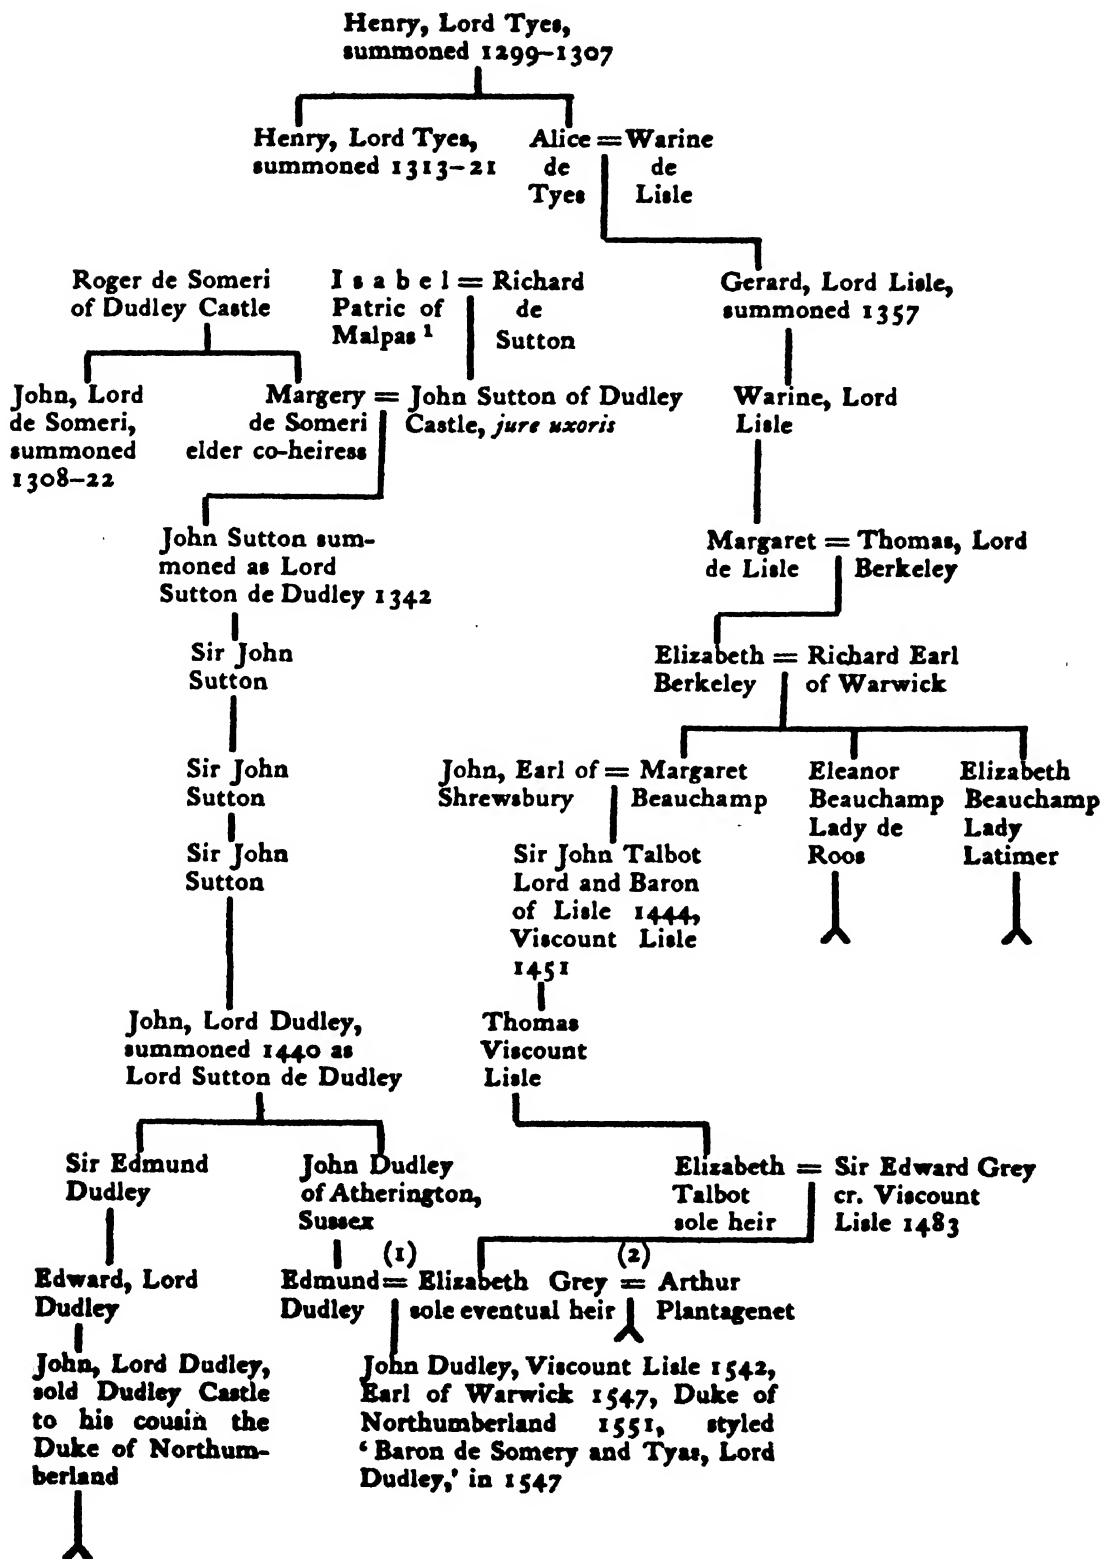 Henry, Lord Tyes,
summoned 1299–1307
Henry, Lord Tyes,
summoned 1313–21
Alice = Warine
de de
Tyes Lisle
Roger de Someri
of Dudley Castle
Isabel = Richard
Patric of de
Malpas ¹ Sutton
Gerard, Lord Lisle,
summoned 1357
John, Lord
de Someri,
summoned
1308–22
Margery = John Sutton of Dudley
de Someri Castle, jure uxoris
elder co-heiress
Warine, Lord
Lisle
John Sutton sum-
moned as Lord
Sutton de Dudley 1342
Margaret = Thomas, Lord
de Lisle Berkeley
Sir John
Sutton
Elizabeth = Richard Earl
Berkeley of Warwick
Sir John
Sutton
John, Earl of = Margaret
Shrewsbury Beauchamp
Eleanor
Beauchamp
Lady de
Roos
Elizabeth
Beauchamp
Lady
Latimer
Sir John
Sutton
Sir John Talbot
Lord and Baron
of Lisle 1444,
Viscount Lisle
1451
John, Lord Dudley,
summoned 1440 as
Lord Sutton de Dudley
Thomas
Viscount
Lisle
Sir Edmund
Dudley
John Dudley
of Atherington,
Sussex
Elizabeth = Sir Edward Grey
Talbot cr. Viscount
sole heir Lisle 1483
Edward, Lord
Dudley
(1) (2)
Edmund = Elizabeth Grey = Arthur
Dudley sole eventual heir Plantagenet
John, Lord Dudley,
sold Dudley Castle
to his cousin the
Duke of Northum-
berland
John Dudley, Viscount Lisle 1542,
Earl of Warwick 1547, Duke of
Northumberland 1551, styled
‘Baron de Somery and Tyas, Lord
Dudley,’ in 1547